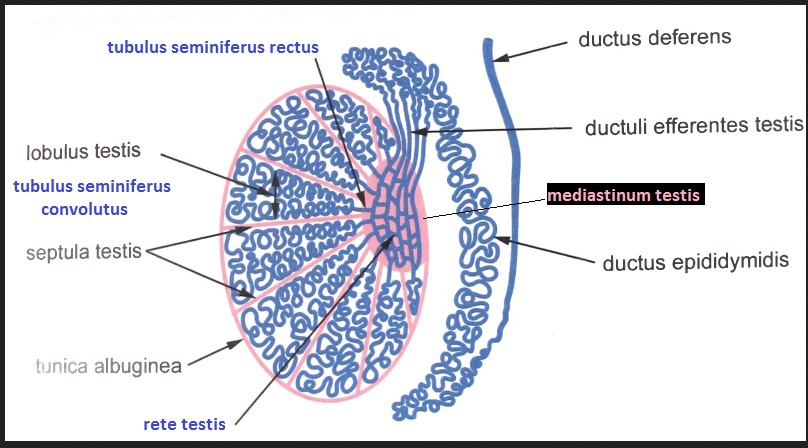 ductus deferens
tubulus seminiferus rectus
ductuli efferentes testis
lobulus testis
tubulus seminiferus
convolutus
mediastinum testis
septula testis
ductus epididymidis
tunica albuginea
rete testis